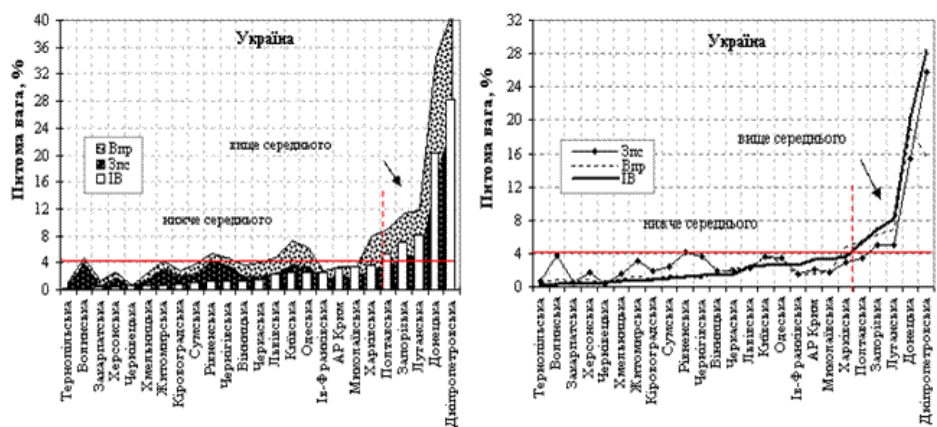 Україна
Питома вага, %
40
36
32
28
24
20
16
12
8
4
0
Впр
Зпс
ІВ
вище середнього
нижче середнього
Тернопільська
Волинська
Закарпатська
Херсонська
Чернівецька
Хмельницька
Житомирська
Кіровоградська
Сумська
Рівненська
Чернігівська
Вінницька
Черкаська
Львівська
Київська
Одеська
Ів-Франківська
АР Крим
Миколаївська
Харківська
Полтавська
Запорізька
Луганська
Донецька
Дніпропетровська
Україна
Питома вага, %
32
28
24
20
16
12
8
4
0
Зпс
Впр
ІВ
вище середнього
нижче середнього
Тернопільська
Волинська
Закарпатська
Херсонська
Чернівецька
Хмельницька
Житомирська
Кіровоградська
Сумська
Рівненська
Чернігівська
Вінницька
Черкаська
Львівська
Київська
Одеська
Ів-Франківська
АР Крим
Миколаївська
Харківська
Полтавська
Запорізька
Луганська
Донецька
Дніпропетровська